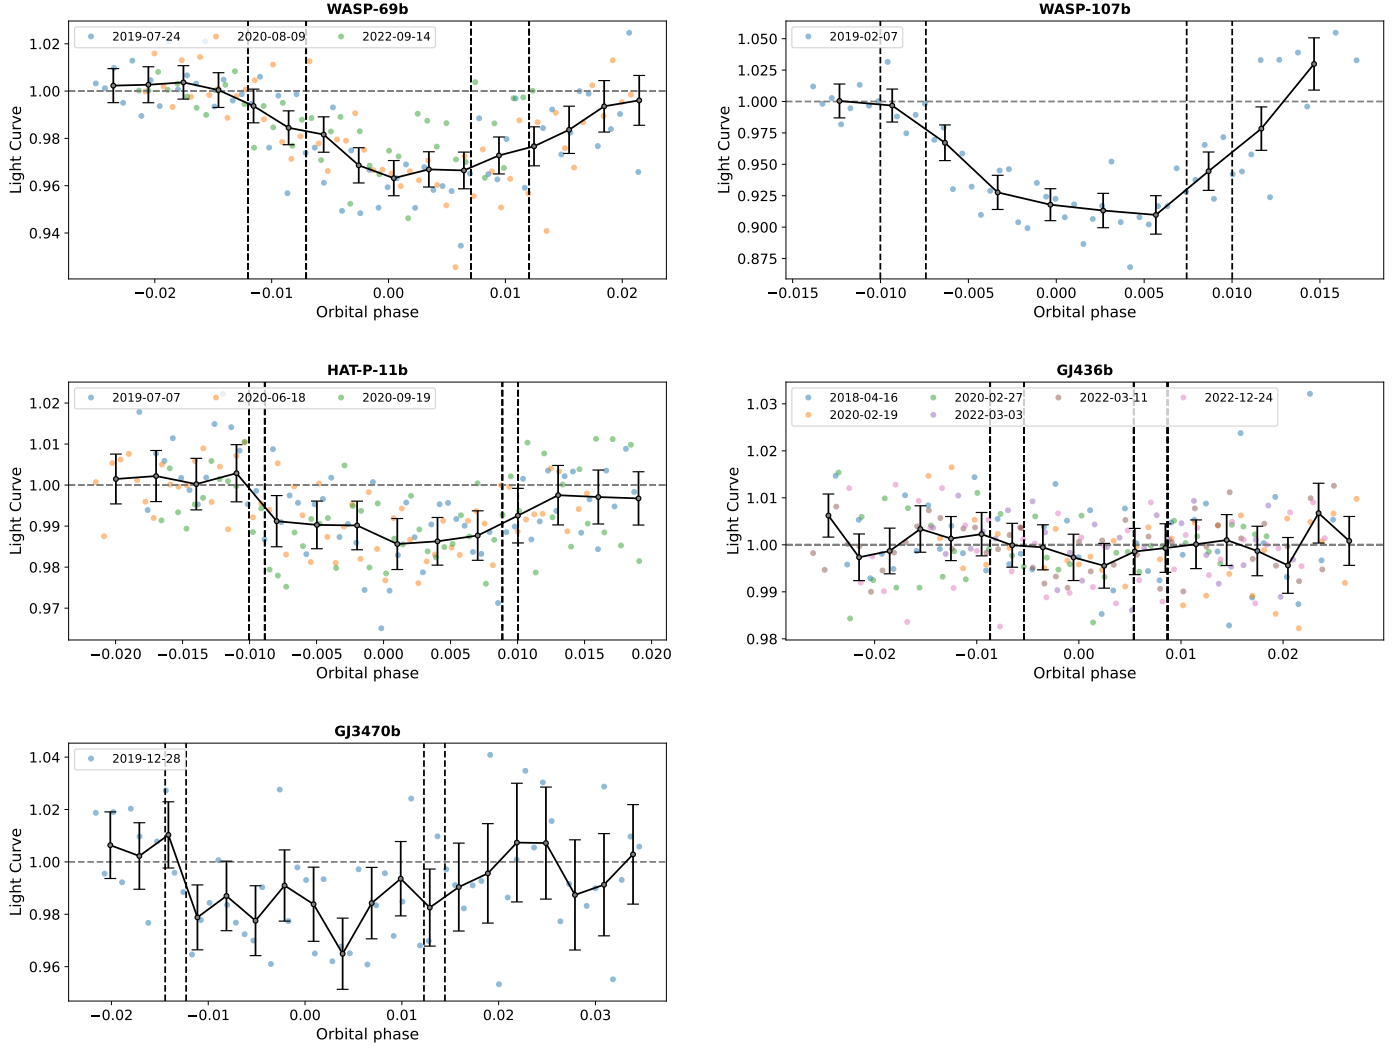 WASP-69b
2019-07-24 2020-08-09 2022-09-14
Light Curve
1.02
1.00
0.98
0.96
0.94
−0.02 −0.01 0.00 0.01 0.02
Orbital phase
WASP-107b
2019-02-07
Light Curve
1.050
1.025
1.000
0.975
0.950
0.925
0.900
0.875
−0.015 −0.010 −0.005 0.000 0.005 0.010 0.015
Orbital phase
HAT-P-11b
2019-07-07 2020-06-18 2020-09-19
Light Curve
1.02
1.01
1.00
0.99
0.98
0.97
−0.020 −0.015 −0.010 −0.005 0.000 0.005 0.010 0.015 0.020
Orbital phase
GJ436b
2018-04-16 2020-02-27 2022-03-11 2022-12-24
2020-02-19 2022-03-03
Light Curve
1.03
1.02
1.01
1.00
0.99
0.98
−0.02 −0.01 0.00 0.01 0.02
Orbital phase
GJ3470b
2019-12-28
Light Curve
1.04
1.02
1.00
0.98
0.96
−0.02 −0.01 0.00 0.01 0.02 0.03
Orbital phase